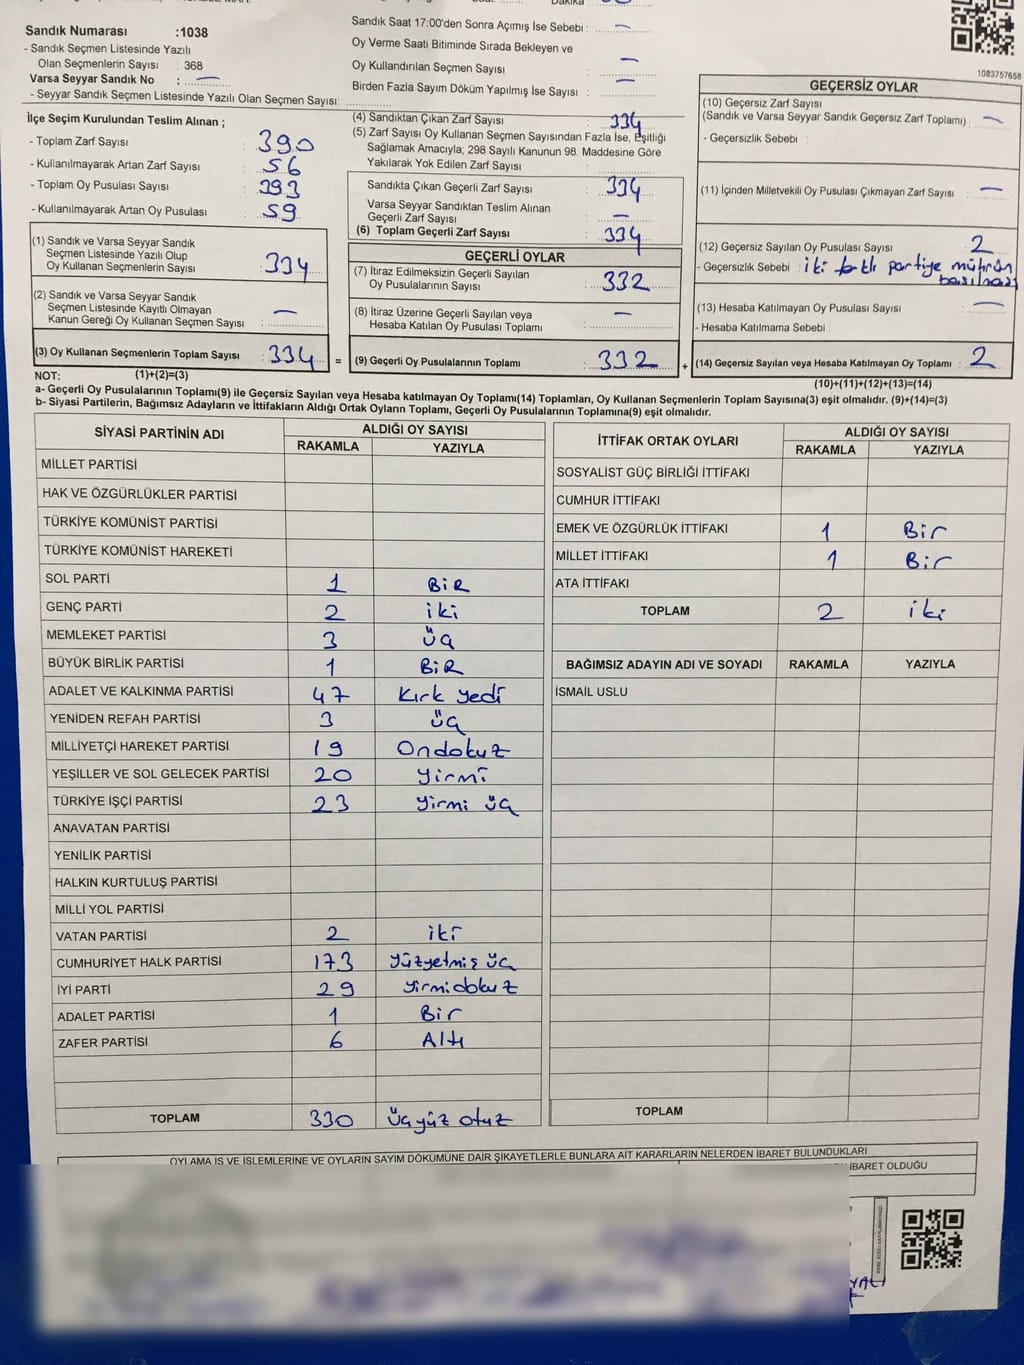 Sandık Numarası :1038
- Sandık Seçmen Listesinde Yazılı
Olan Seçmenlerin Sayısı : 368
Varsa Seyyar Sandık No : —
- Seyyar Sandık Seçmen Listesinde Yazılı Olan Seçmen Sayısı:
İlçe Seçim Kurulundan Teslim Alınan ;
- Toplam Zarf Sayısı : 390
- Kullanılmayarak Artan Zarf Sayısı : 56
- Toplam Oy Pusulası Sayısı : 393
- Kullanılmayarak Artan Oy Pusulası : 59
(1) Sandık ve Varsa Seyyar Sandık
Seçmen Listesinde Yazılı Olup
Oy Kullanan Seçmenlerin Sayısı : 334
(2) Sandık ve Varsa Seyyar Sandık
Seçmen Listesinde Kayıtlı Olmayan
Kanun Gereği Oy Kullanan Seçmen Sayısı : —
(3) Oy Kullanan Seçmenlerin Toplam Sayısı : 334 =
Sandık Saat 17:00'den Sonra Açımış İse Sebebi : —
Oy Verme Saati Bitiminde Sırada Bekleyen ve
Oy Kullandırılan Seçmen Sayısı : —
Birden Fazla Sayım Döküm Yapılmış İse Sayısı : —
(4) Sandıktan Çıkan Zarf Sayısı : 334
(5) Zarf Sayısı Oy Kullanan Seçmen Sayısından Fazla İse, Eşitliği
Sağlamak Amacıyla; 298 Sayılı Kanunun 98. Maddesine Göre
Yakılarak Yok Edilen Zarf Sayısı :
Sandıkta Çıkan Geçerli Zarf Sayısı : 334
Varsa Seyyar Sandıktan Teslim Alınan
Geçerli Zarf Sayısı : —
(6) Toplam Geçerli Zarf Sayısı : 334
GEÇERLİ OYLAR
(7) İtiraz Edilmeksizin Geçerli Sayılan
Oy Pusulalarının Sayısı : 332
(8) İtiraz Üzerine Geçerli Sayılan veya
Hesaba Katılan Oy Pusulası Toplamı : —
(9) Geçerli Oy Pusulalarının Toplamı : 332 +
1083757658
GEÇERSİZ OYLAR
(10) Geçersiz Zarf Sayısı
(Sandık ve Varsa Seyyar Sandık Geçersiz Zarf Toplamı) : —
- Geçersizlik Sebebi :
(11) İçinden Milletvekili Oy Pusulası Çıkmayan Zarf Sayısı : —
(12) Geçersiz Sayılan Oy Pusulası Sayısı : 2
- Geçersizlik Sebebi : iki farklı partiye mührün
basılması
(13) Hesaba Katılmayan Oy Pusulası Sayısı : —
- Hesaba Katılmama Sebebi :
(14) Geçersiz Sayılan veya Hesaba Katılmayan Oy Toplamı : 2
NOT: (1)+(2)=(3) (10)+(11)+(12)+(13)=(14)
a- Geçerli Oy Pusulalarının Toplamı(9) ile Geçersiz Sayılan veya Hesaba katılmayan Oy Toplamı(14) Toplamları, Oy Kullanan Seçmenlerin Toplam Sayısına(3) eşit olmalıdır. (9)+(14)=(3)
b- Siyasi Partilerin, Bağımsız Adayların ve İttifakların Aldığı Ortak Oyların Toplamı, Geçerli Oy Pusulalarının Toplamına(9) eşit olmalıdır.
SİYASİ PARTİNİN ADI ALDIĞI OY SAYISI
RAKAMLA YAZIYLA
MİLLET PARTİSİ
HAK VE ÖZGÜRLÜKLER PARTİSİ
TÜRKİYE KOMÜNİST PARTİSİ
TÜRKİYE KOMÜNİST HAREKETİ
SOL PARTİ 1 BİR
GENÇ PARTİ 2 iki
MEMLEKET PARTİSİ 3 üç
BÜYÜK BİRLİK PARTİSİ 1 BİR
ADALET VE KALKINMA PARTİSİ 47 Kırk yedi
YENİDEN REFAH PARTİSİ 3 üç
MİLLİYETÇİ HAREKET PARTİSİ 19 Ondokuz
YEŞİLLER VE SOL GELECEK PARTİSİ 20 yirmi
TÜRKİYE İŞÇİ PARTİSİ 23 yirmi üç
ANAVATAN PARTİSİ
YENİLİK PARTİSİ
HALKIN KURTULUŞ PARTİSİ
MİLLİ YOL PARTİSİ
VATAN PARTİSİ 2 iki
CUMHURİYET HALK PARTİSİ 173 yüzyetmiş üç
İYİ PARTİ 29 yirmidokuz
ADALET PARTİSİ 1 Bir
ZAFER PARTİSİ 6 Altı
TOPLAM 330 üçyüz otuz
İTTİFAK ORTAK OYLARI ALDIĞI OY SAYISI
RAKAMLA YAZIYLA
SOSYALİST GÜÇ BİRLİĞİ İTTİFAKI
CUMHUR İTTİFAKI
EMEK VE ÖZGÜRLÜK İTTİFAKI 1 Bir
MİLLET İTTİFAKI 1 Bir
ATA İTTİFAKI
TOPLAM 2 iki
BAĞIMSIZ ADAYIN ADI VE SOYADI RAKAMLA YAZIYLA
İSMAİL USLU
TOPLAM
OYLAMA İŞ VE İŞLEMLERİNE VE OYLARIN SAYIM DÖKÜMÜNE DAİR ŞİKAYETLERLE BUNLARA AİT KARARLARIN NELERDEN İBARET BULUNDUKLARI
İBARET OLDUĞU